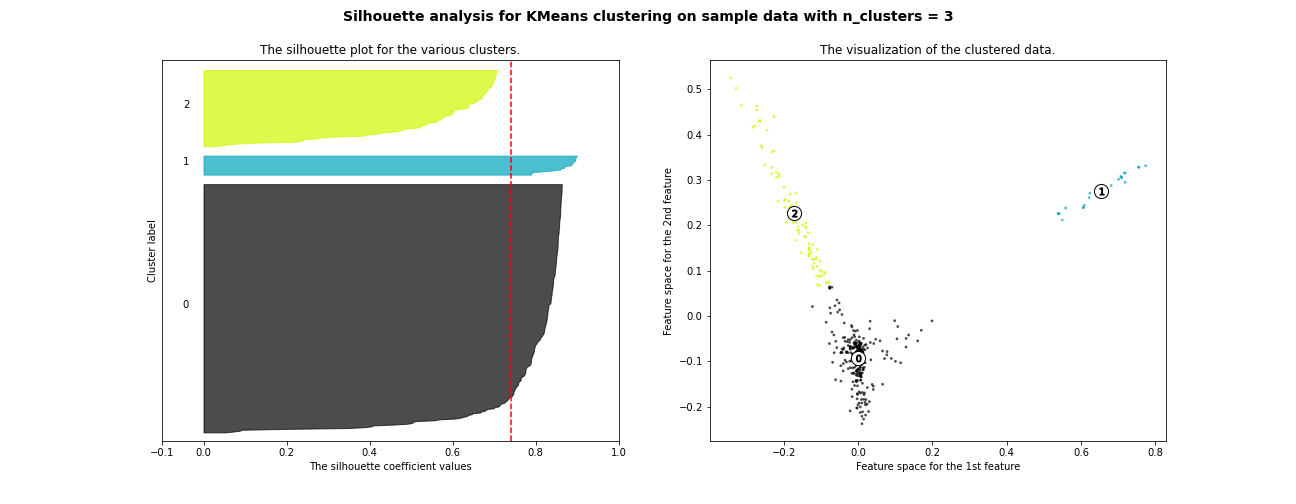 Silhouette analysis for KMeans clustering on sample data with n_clusters = 3
The silhouette plot for the various clusters.
Cluster label
2
1
0
−0.1 0.0 0.2 0.4 0.6 0.8 1.0
The silhouette coefficient values
The visualization of the clustered data.
Feature space for the 2nd feature
0.5
0.4
0.3
0.2
0.1
0.0
−0.1
−0.2
1
2
0
−0.2 0.0 0.2 0.4 0.6 0.8
Feature space for the 1st feature